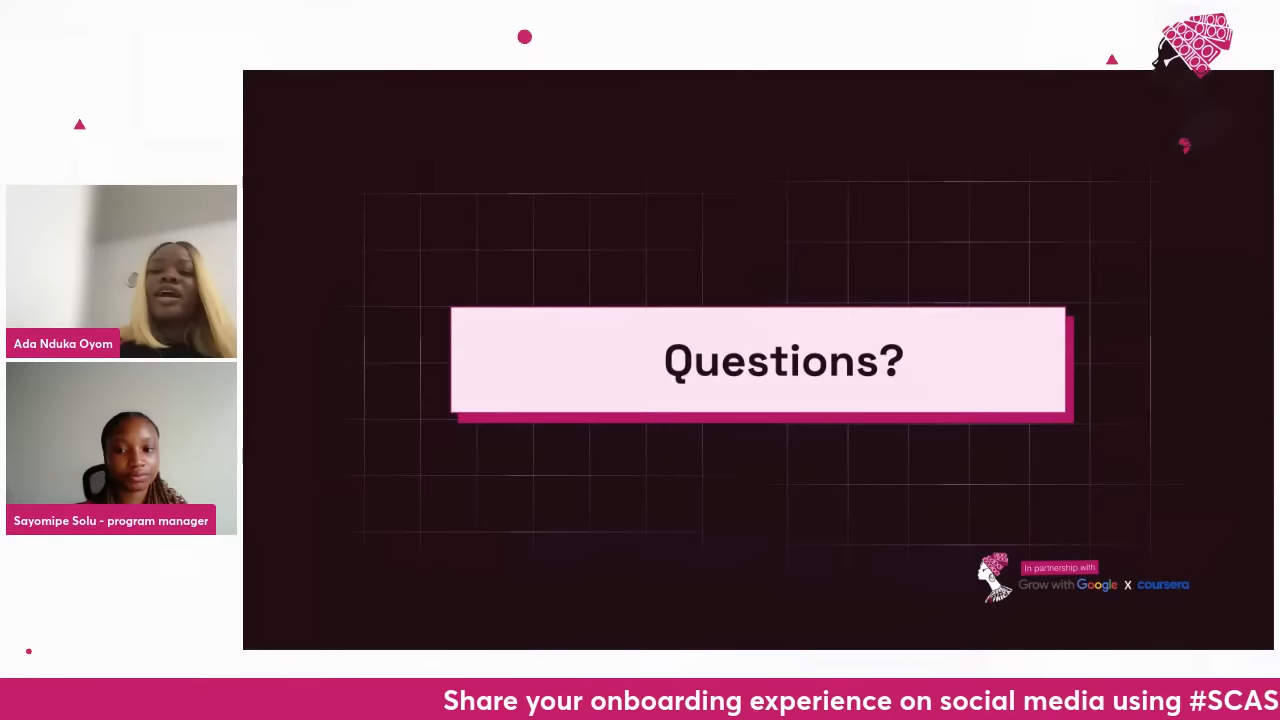 Ada Nduka Oyom
Sayomipe Solu - program manager
Questions?
In partnership with
Grow with Google X coursera
Share your onboarding experience on social media using #SCAS